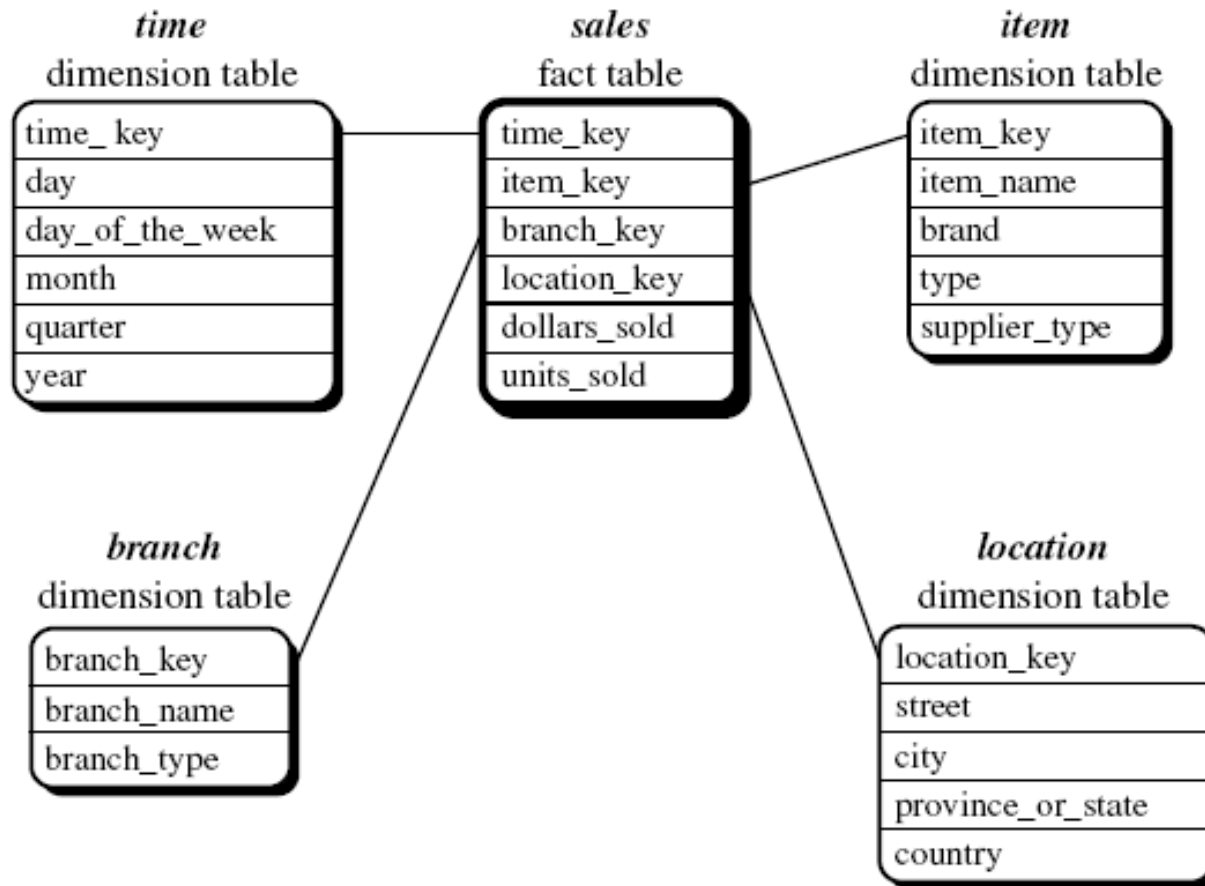 time
dimension table
time_ key
day
day_of_the_week
month
quarter
year
sales
fact table
time_key
item_key
branch_key
location_key
dollars_sold
units_sold
item
dimension table
item_key
item_name
brand
type
supplier_type
branch
dimension table
branch_key
branch_name
branch_type
location
dimension table
location_key
street
city
province_or_state
country